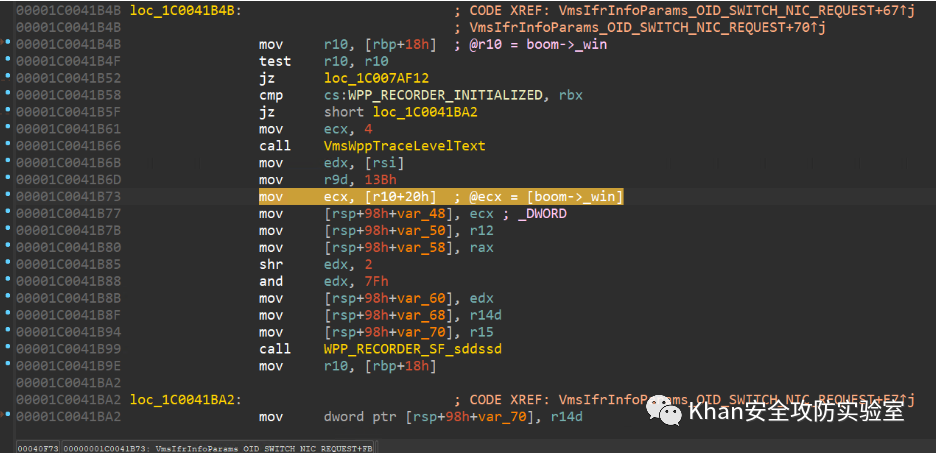 00001C0041B4B loc_1C0041B4B: ; CODE XREF: VmsIfrInfoParams_OID_SWITCH_NIC_REQUEST+67↑j
00001C0041B4B ; VmsIfrInfoParams_OID_SWITCH_NIC_REQUEST+70↑j
00001C0041B4B mov r10, [rbp+18h] ; @r10 = boom->_win
00001C0041B4F test r10, r10
00001C0041B52 jz loc_1C007AF12
00001C0041B58 cmp cs:WPP_RECORDER_INITIALIZED, rbx
00001C0041B5F jz short loc_1C0041BA2
00001C0041B61 mov ecx, 4
00001C0041B66 call VmsWppTraceLevelText
00001C0041B6B mov edx, [rsi]
00001C0041B6D mov r9d, 13Bh
00001C0041B73 mov ecx, [r10+20h] ; @ecx = [boom->_win]
00001C0041B77 mov [rsp+98h+var_48], ecx ; _DWORD
00001C0041B7B mov [rsp+98h+var_50], r12
00001C0041B80 mov [rsp+98h+var_58], rax
00001C0041B85 shr edx, 2
00001C0041B88 and edx, 7Fh
00001C0041B8B mov [rsp+98h+var_60], edx
00001C0041B8F mov [rsp+98h+var_68], r14d
00001C0041B94 mov [rsp+98h+var_70], r15
00001C0041B99 call WPP_RECORDER_SF_sddssd
00001C0041B9E mov r10, [rbp+18h]
00001C0041BA2
00001C0041BA2 loc_1C0041BA2: ; CODE XREF: VmsIfrInfoParams_OID_SWITCH_NIC_REQUEST+E7↑j
00001C0041BA2 mov dword ptr [rsp+98h+var_70], r14d
Khan安全攻防实验室
00040F73 00000001C0041B73: VmsIfrInfoParams_OID_SWITCH_NIC_REQUEST+FB